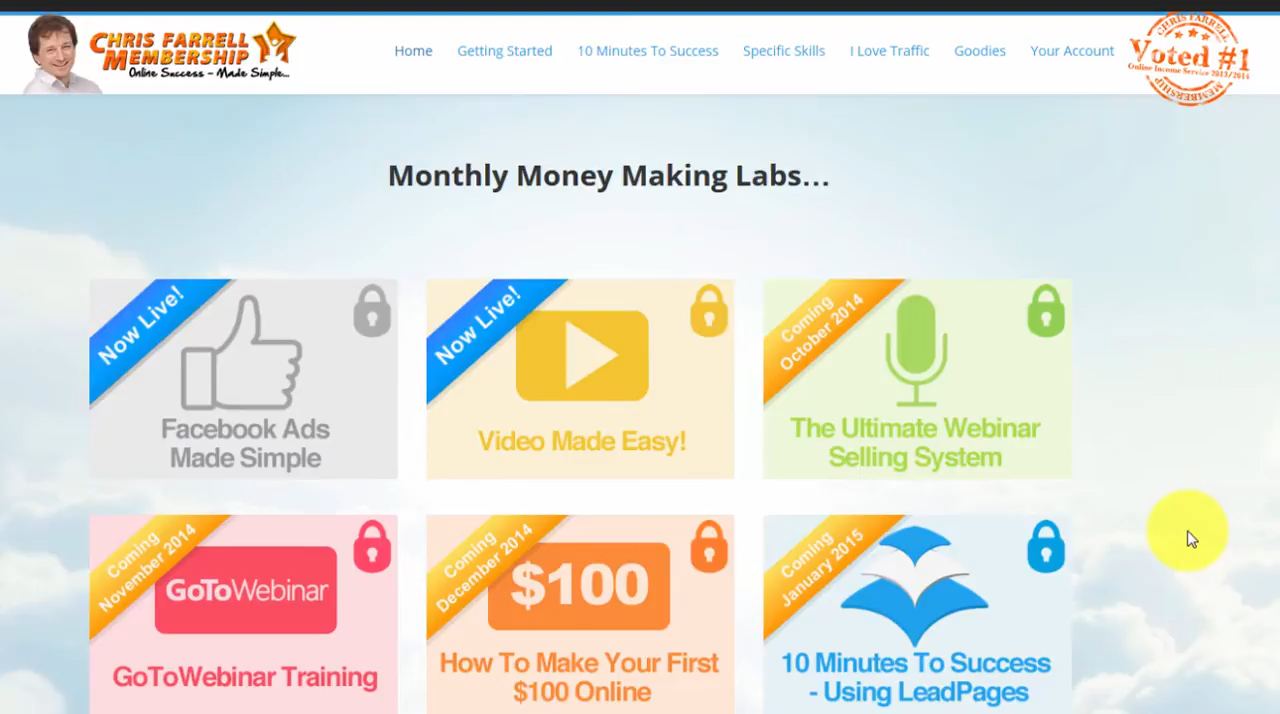 CHRIS FARRELL
MEMBERSHIP
Online Success - Made Simple...
Home
Getting Started
10 Minutes To Success
Specific Skills
I Love Traffic
Goodies
Your Account
CHRIS FARRELL
Voted #1
Online Income Service 2013/2014
MEMBERSHIP
Monthly Money Making Labs...
Now Live!
Facebook Ads
Made Simple
Now Live!
Video Made Easy!
Coming
October 2014
The Ultimate Webinar
Selling System
Coming
November 2014
GoToWebinar
GoToWebinar Training
Coming
December 2014
$100
How To Make Your First
$100 Online
Coming
January 2015
10 Minutes To Success
- Using LeadPages